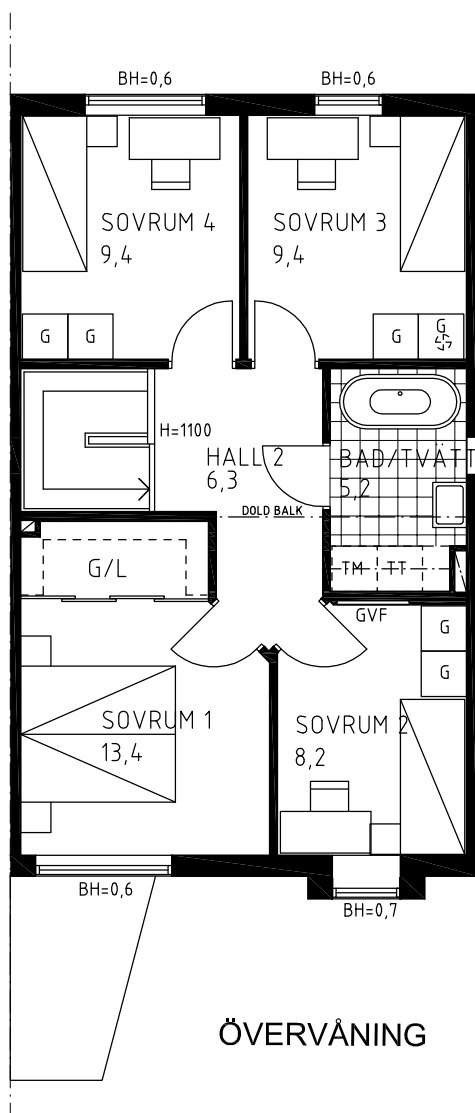 BH=0,6
BH=0,6
SOVRUM 4
9,4
SOVRUM 3
9,4
G
G
G
G
H=1100
HALL 2
6,3
BAD/TVÄTT
5,2
DOLD BALK
G/L
TM
TT
GVF
G
G
SOVRUM 1
13,4
SOVRUM 2
8,2
BH=0,6
BH=0,7
ÖVERVÅNING